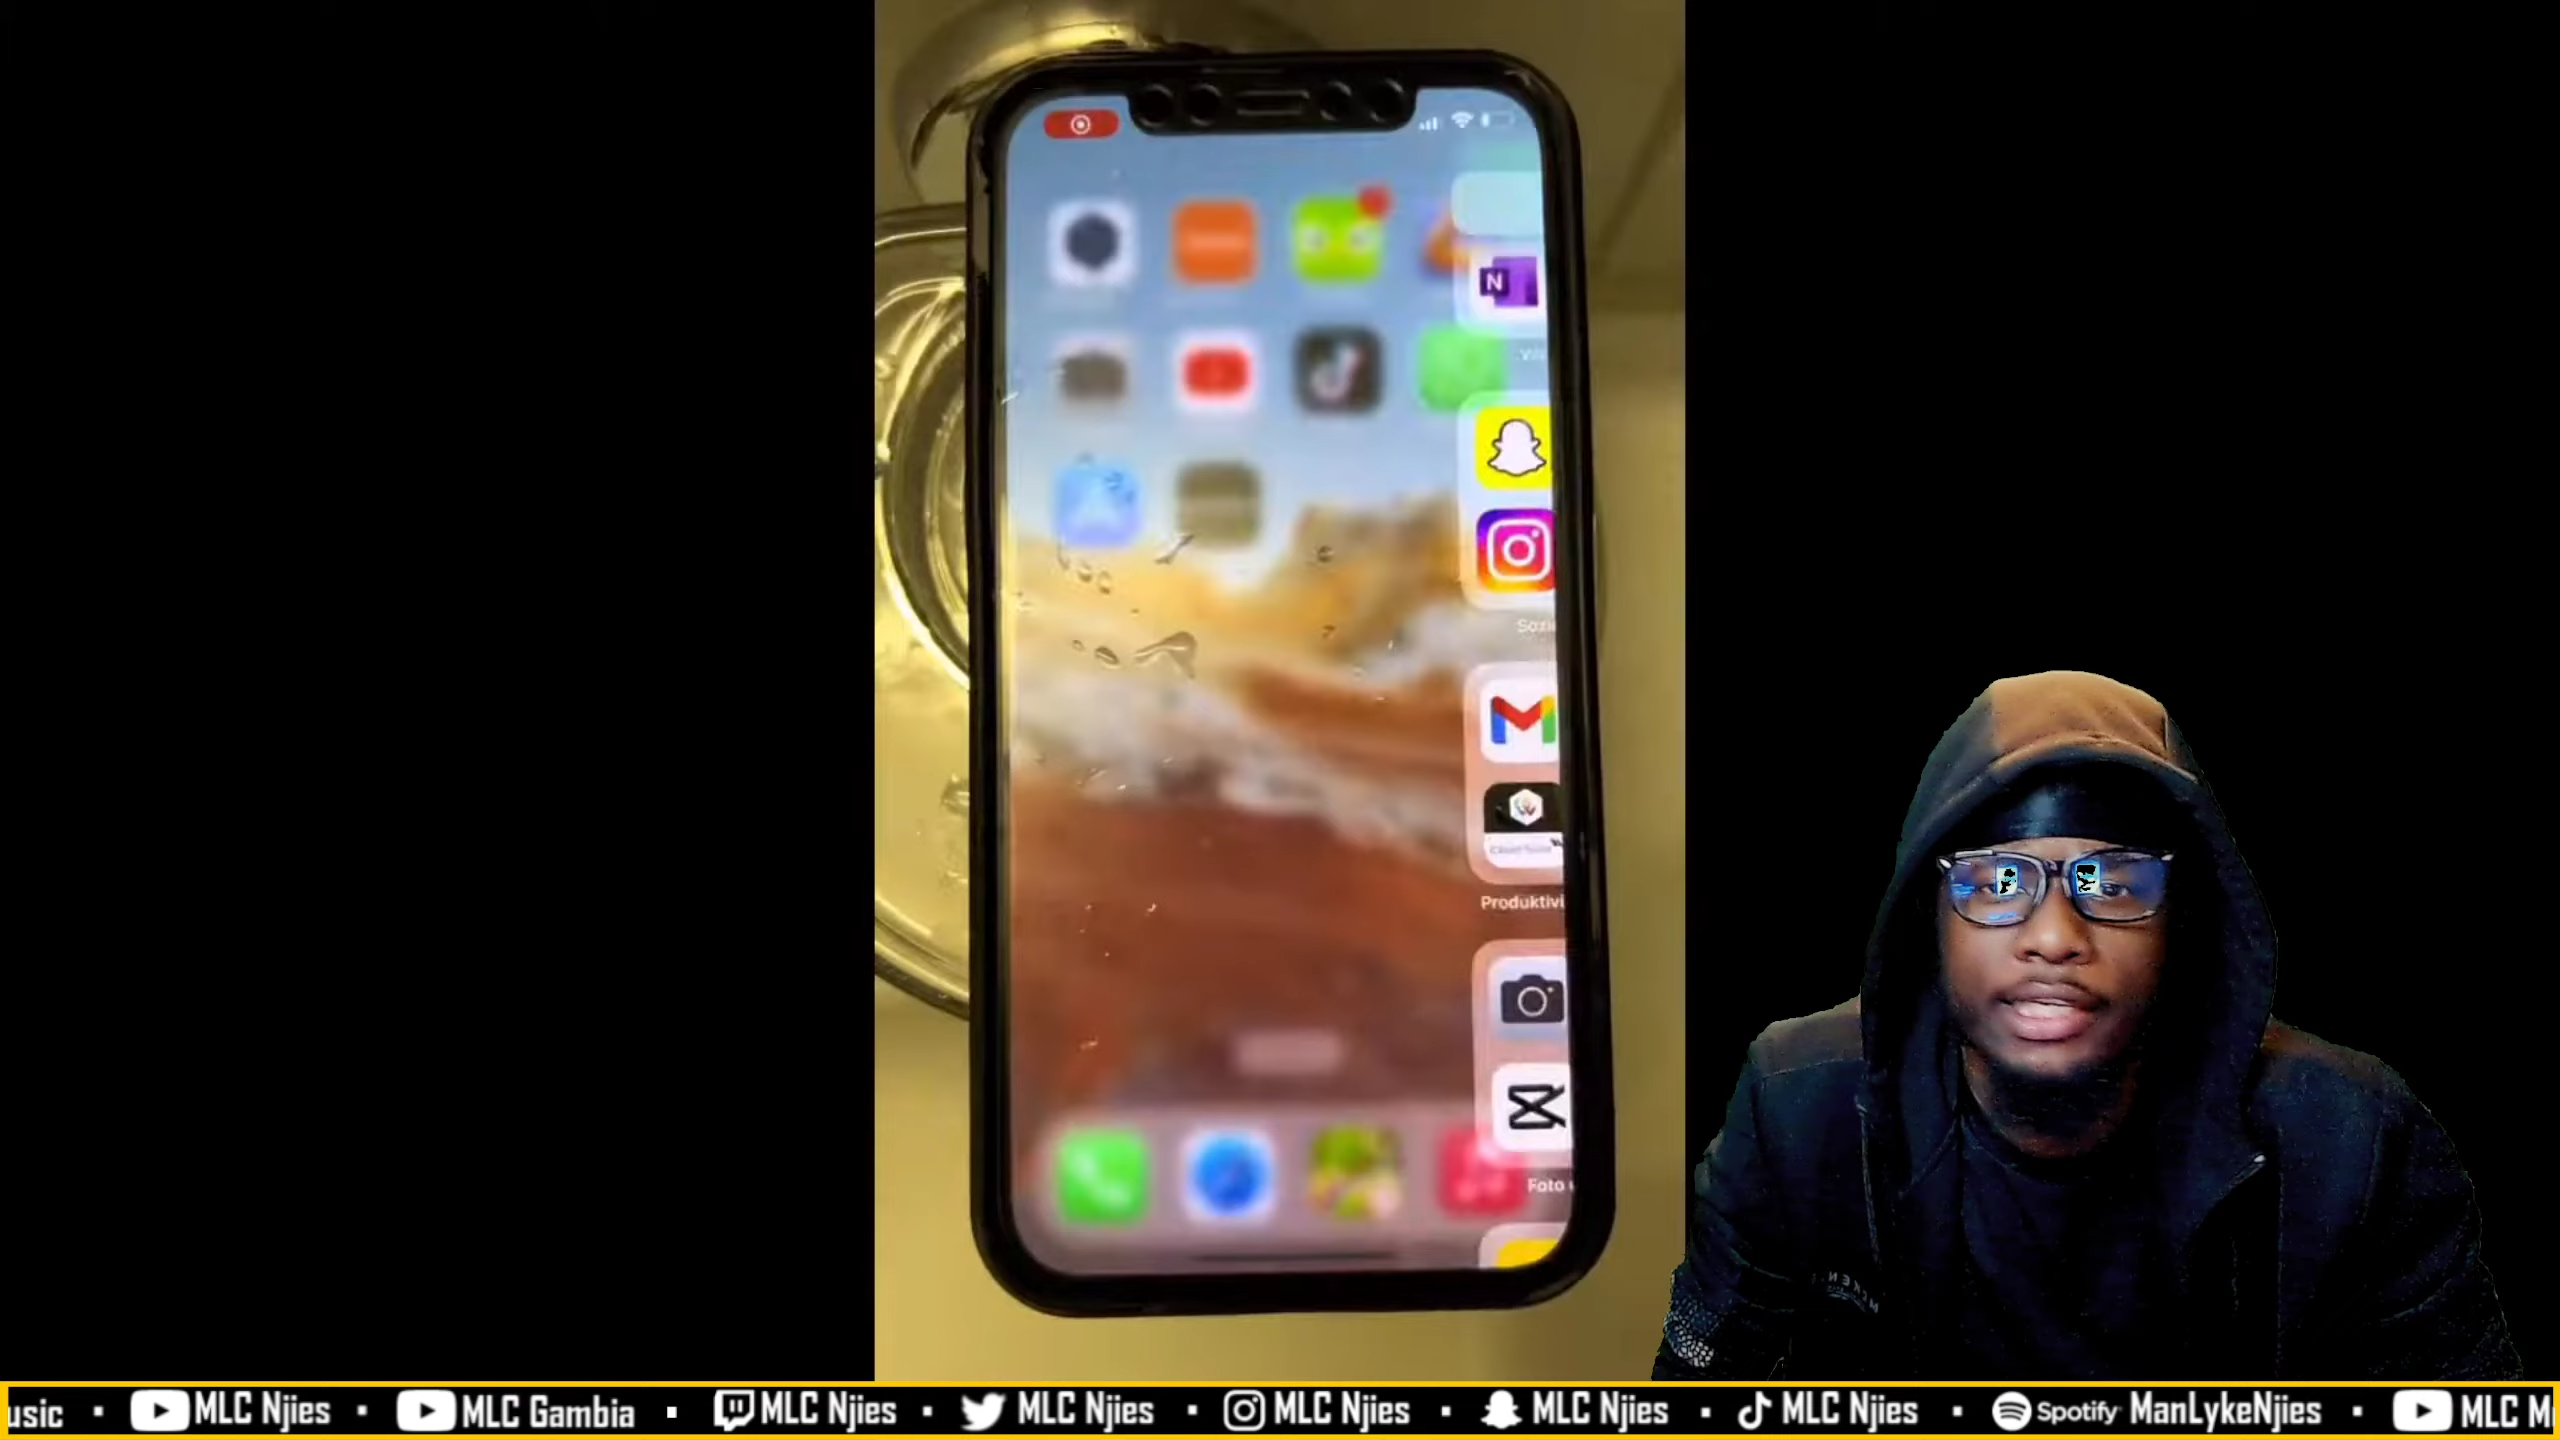 N
Sozi
Produktivi
Foto
usic · MLC Njies · MLC Gambia · MLC Njies · MLC Njies · MLC Njies · MLC Njies · MLC Njies · Spotify ManLykeNjies · MLC M